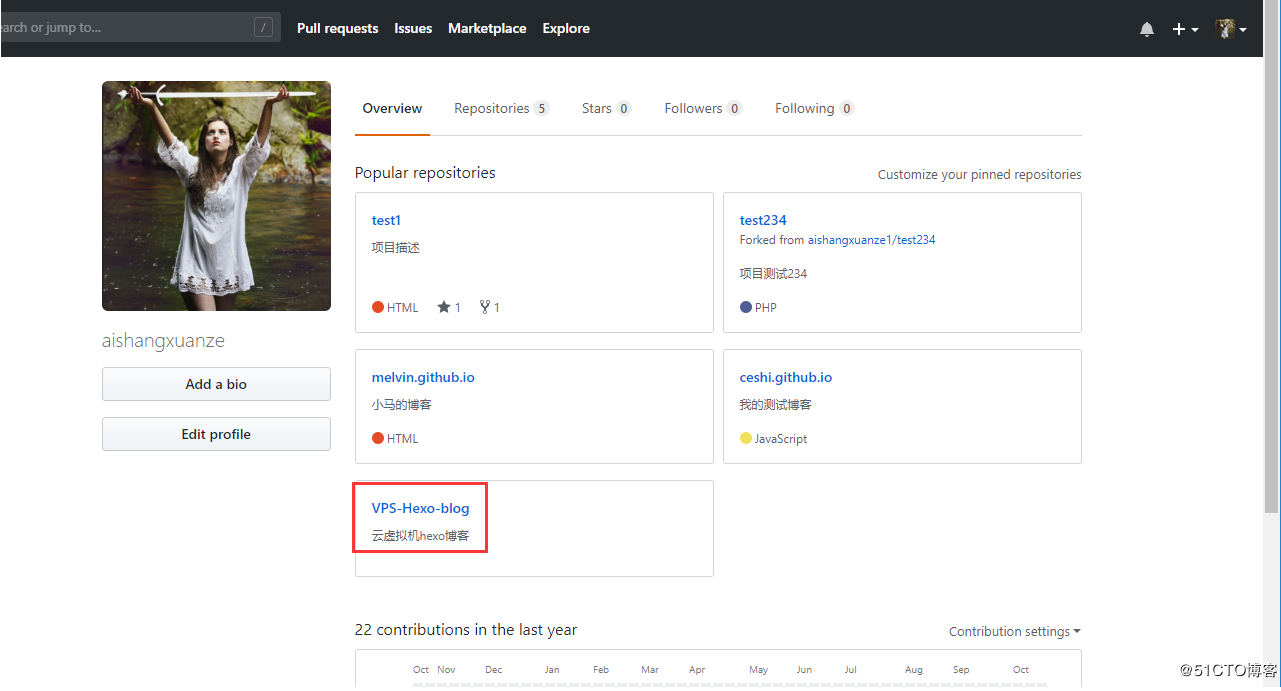 earch or jump to...
/
Pull requests Issues Marketplace Explore
Overview Repositories 5 Stars 0 Followers 0 Following 0
aishangxuanze
Add a bio
Edit profile
Popular repositories
Customize your pinned repositories
test1
项目描述
HTML 1 1
test234
Forked from aishangxuanze1/test234
项目测试234
PHP
melvin.github.io
小马的博客
HTML
ceshi.github.io
我的测试博客
JavaScript
VPS-Hexo-blog
云虚拟机hexo博客
22 contributions in the last year
Contribution settings
Oct Nov Dec Jan Feb Mar Apr May Jun Jul Aug Sep Oct
@51CTO博客